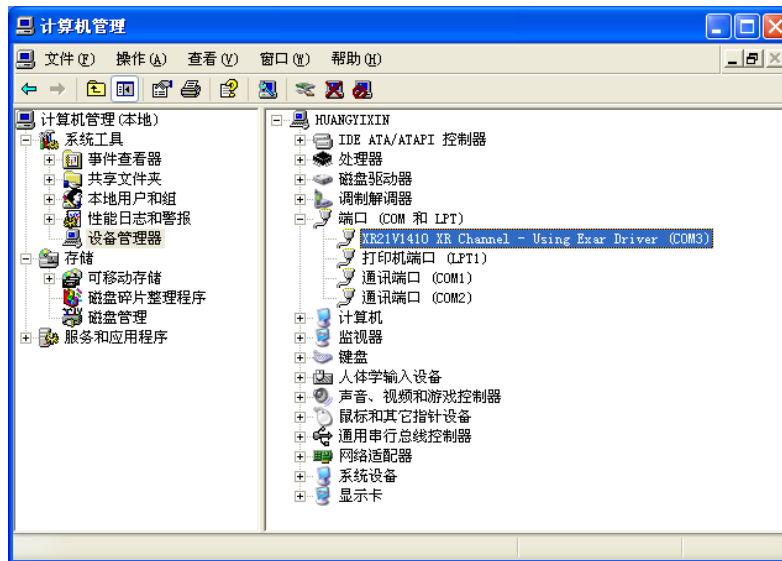 计算机管理
文件(F) 操作(A) 查看(V) 窗口(W) 帮助(H)
计算机管理(本地)
系统工具
事件查看器
共享文件夹
本地用户和组
性能日志和警报
设备管理器
存储
可移动存储
磁盘碎片整理程序
磁盘管理
服务和应用程序
HUANGYIXIN
IDE ATA/ATAPI 控制器
处理器
磁盘驱动器
调制解调器
端口 (COM 和 LPT)
XR21V1410 XR Channel - Using Exar Driver (COM3)
打印机端口 (LPT1)
通讯端口 (COM1)
通讯端口 (COM2)
计算机
监视器
键盘
人体学输入设备
声音、视频和游戏控制器
鼠标和其它指针设备
通用串行总线控制器
网络适配器
系统设备
显示卡